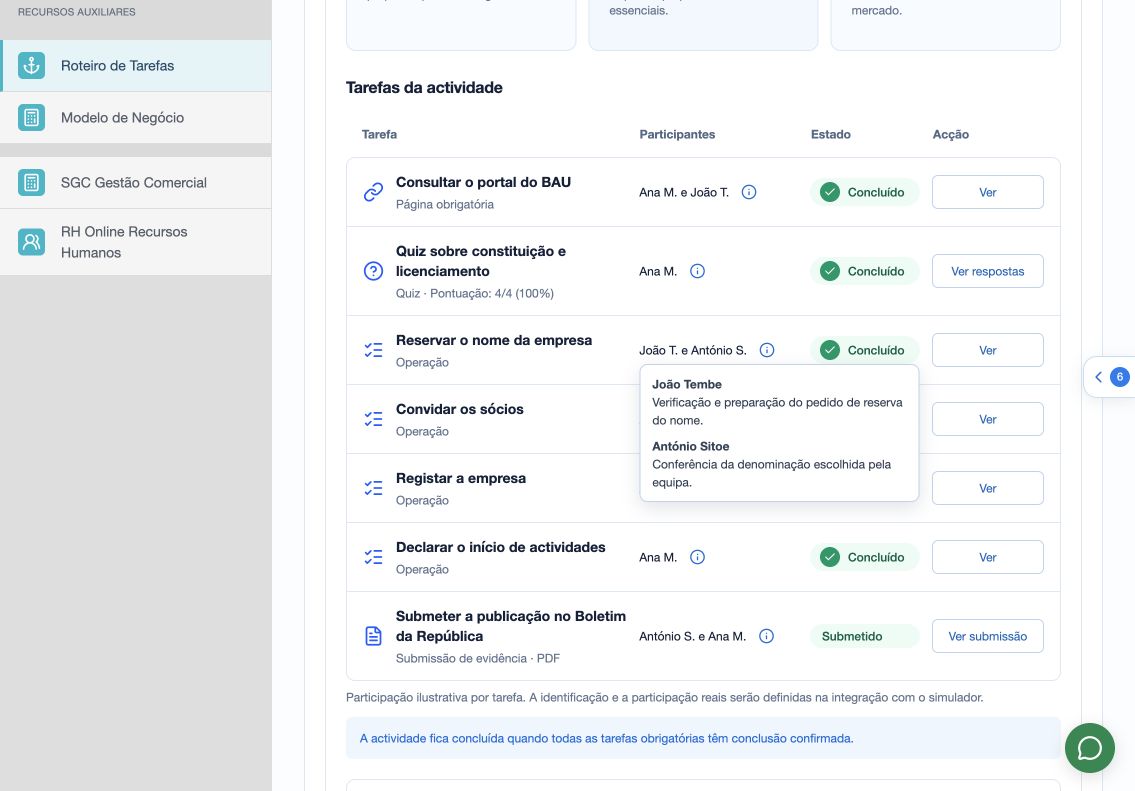 RECURSOS AUXILIARES
Roteiro de Tarefas
Modelo de Negócio
SGC Gestão Comercial
RH Online Recursos
Humanos
essenciais.
mercado.
Tarefas da actividade
Tarefa
Participantes
Estado
Acção
Consultar o portal do BAU
Página obrigatória
Ana M. e João T.
Concluído
Ver
Quiz sobre constituição e
licenciamento
Quiz · Pontuação: 4/4 (100%)
Ana M.
Concluído
Ver respostas
Reservar o nome da empresa
Operação
João T. e António S.
Concluído
Ver
João Tembe
Verificação e preparação do pedido de reserva
do nome.
António Sitoe
Conferência da denominação escolhida pela
equipa.
Convidar os sócios
Operação
Ver
Registar a empresa
Operação
Ver
Declarar o início de actividades
Operação
Ana M.
Concluído
Ver
Submeter a publicação no Boletim
da República
Submissão de evidência · PDF
António S. e Ana M.
Submetido
Ver submissão
Participação ilustrativa por tarefa. A identificação e a participação reais serão definidas na integração com o simulador.
A actividade fica concluída quando todas as tarefas obrigatórias têm conclusão confirmada.
6